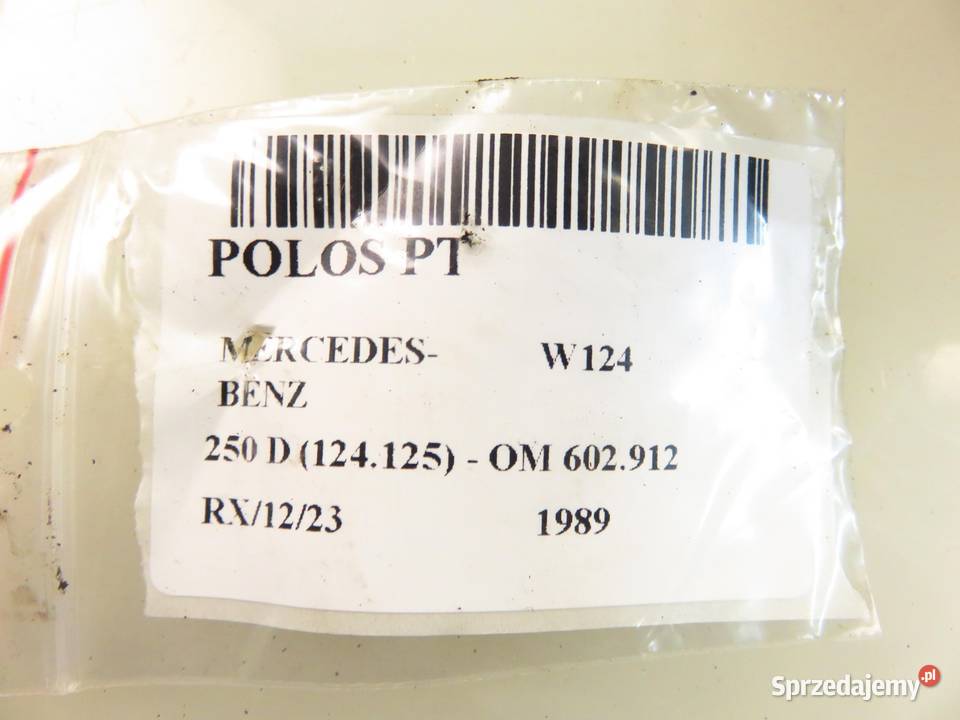 POLOS PT
MERCEDES- W124
BENZ
250 D (124.125) - OM 602.912
RX/12/23 1989
Sprzedajemy.pl